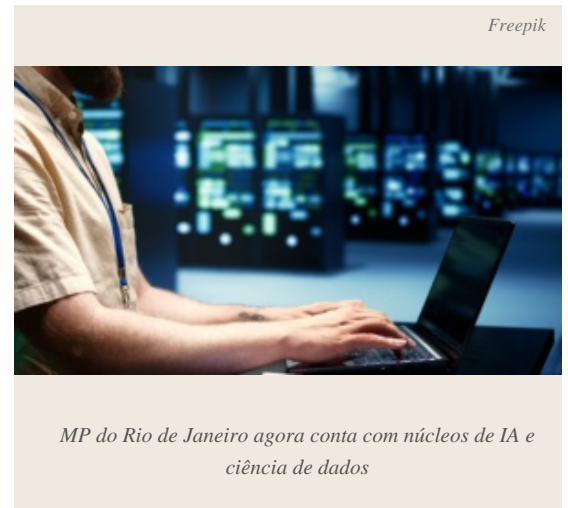 Freepik
MP do Rio de Janeiro agora conta com núcleos de IA e
ciência de dados